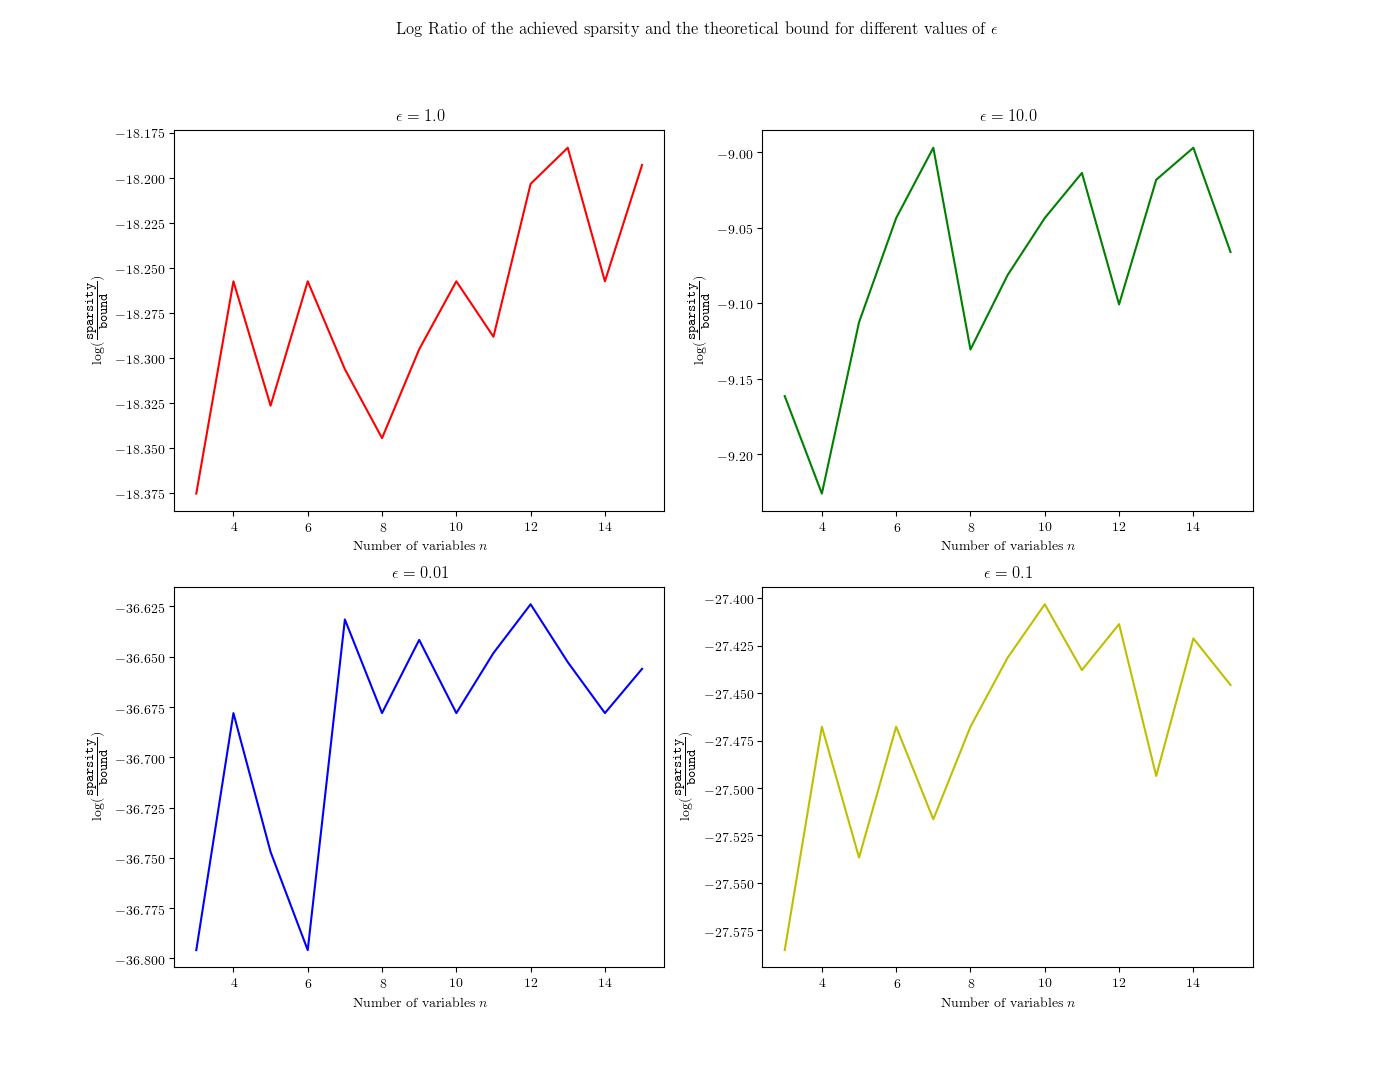 Log Ratio of the achieved sparsity and the theoretical bound for different values of ϵ
ϵ = 1.0
−18.175
−18.200
−18.225
−18.250
−18.275
−18.300
−18.325
−18.350
−18.375
log(sparsity/bound)
4 6 8 10 12 14
Number of variables n
ϵ = 10.0
−9.00
−9.05
−9.10
−9.15
−9.20
log(sparsity/bound)
4 6 8 10 12 14
Number of variables n
ϵ = 0.01
−36.625
−36.650
−36.675
−36.700
−36.725
−36.750
−36.775
−36.800
log(sparsity/bound)
4 6 8 10 12 14
Number of variables n
ϵ = 0.1
−27.400
−27.425
−27.450
−27.475
−27.500
−27.525
−27.550
−27.575
log(sparsity/bound)
4 6 8 10 12 14
Number of variables n